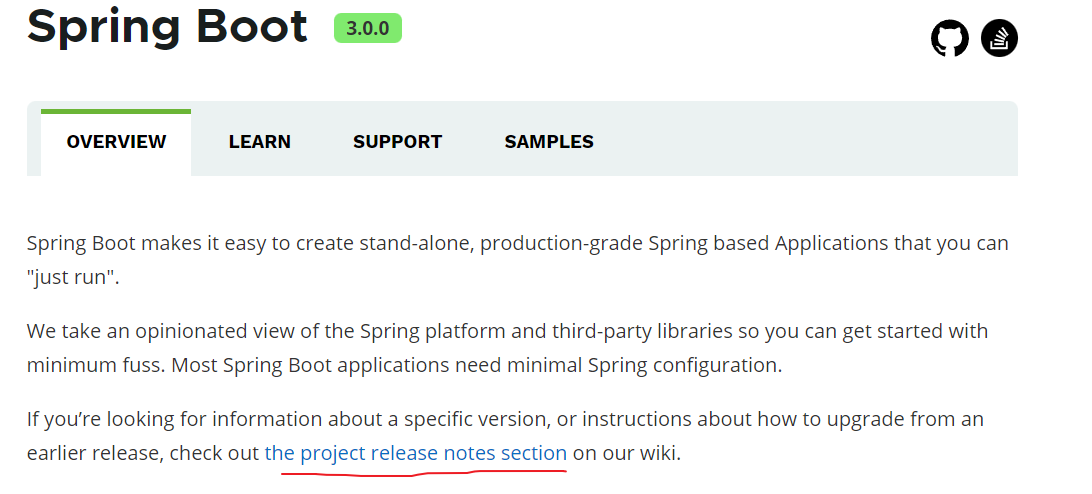 Spring Boot 3.0.0
OVERVIEW LEARN SUPPORT SAMPLES
Spring Boot makes it easy to create stand-alone, production-grade Spring based Applications that you can
"just run".
We take an opinionated view of the Spring platform and third-party libraries so you can get started with
minimum fuss. Most Spring Boot applications need minimal Spring configuration.
If you’re looking for information about a specific version, or instructions about how to upgrade from an
earlier release, check out the project release notes section on our wiki.